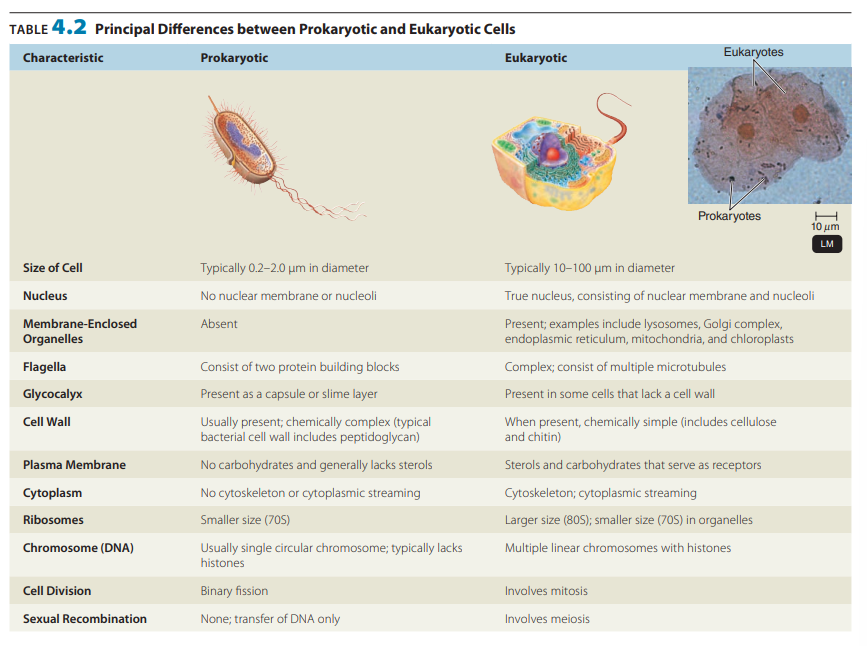 TABLE 4.2 Principal Differences between Prokaryotic and Eukaryotic Cells
Characteristic Prokaryotic Eukaryotic
Eukaryotes
Prokaryotes
10 μm
LM
Size of Cell Typically 0.2–2.0 μm in diameter Typically 10–100 μm in diameter
Nucleus No nuclear membrane or nucleoli True nucleus, consisting of nuclear membrane and nucleoli
Membrane-Enclosed Absent Present; examples include lysosomes, Golgi complex,
Organelles endoplasmic reticulum, mitochondria, and chloroplasts
Flagella Consist of two protein building blocks Complex; consist of multiple microtubules
Glycocalyx Present as a capsule or slime layer Present in some cells that lack a cell wall
Cell Wall Usually present; chemically complex (typical When present, chemically simple (includes cellulose
bacterial cell wall includes peptidoglycan) and chitin)
Plasma Membrane No carbohydrates and generally lacks sterols Sterols and carbohydrates that serve as receptors
Cytoplasm No cytoskeleton or cytoplasmic streaming Cytoskeleton; cytoplasmic streaming
Ribosomes Smaller size (70S) Larger size (80S); smaller size (70S) in organelles
Chromosome (DNA) Usually single circular chromosome; typically lacks Multiple linear chromosomes with histones
histones
Cell Division Binary fission Involves mitosis
Sexual Recombination None; transfer of DNA only Involves meiosis